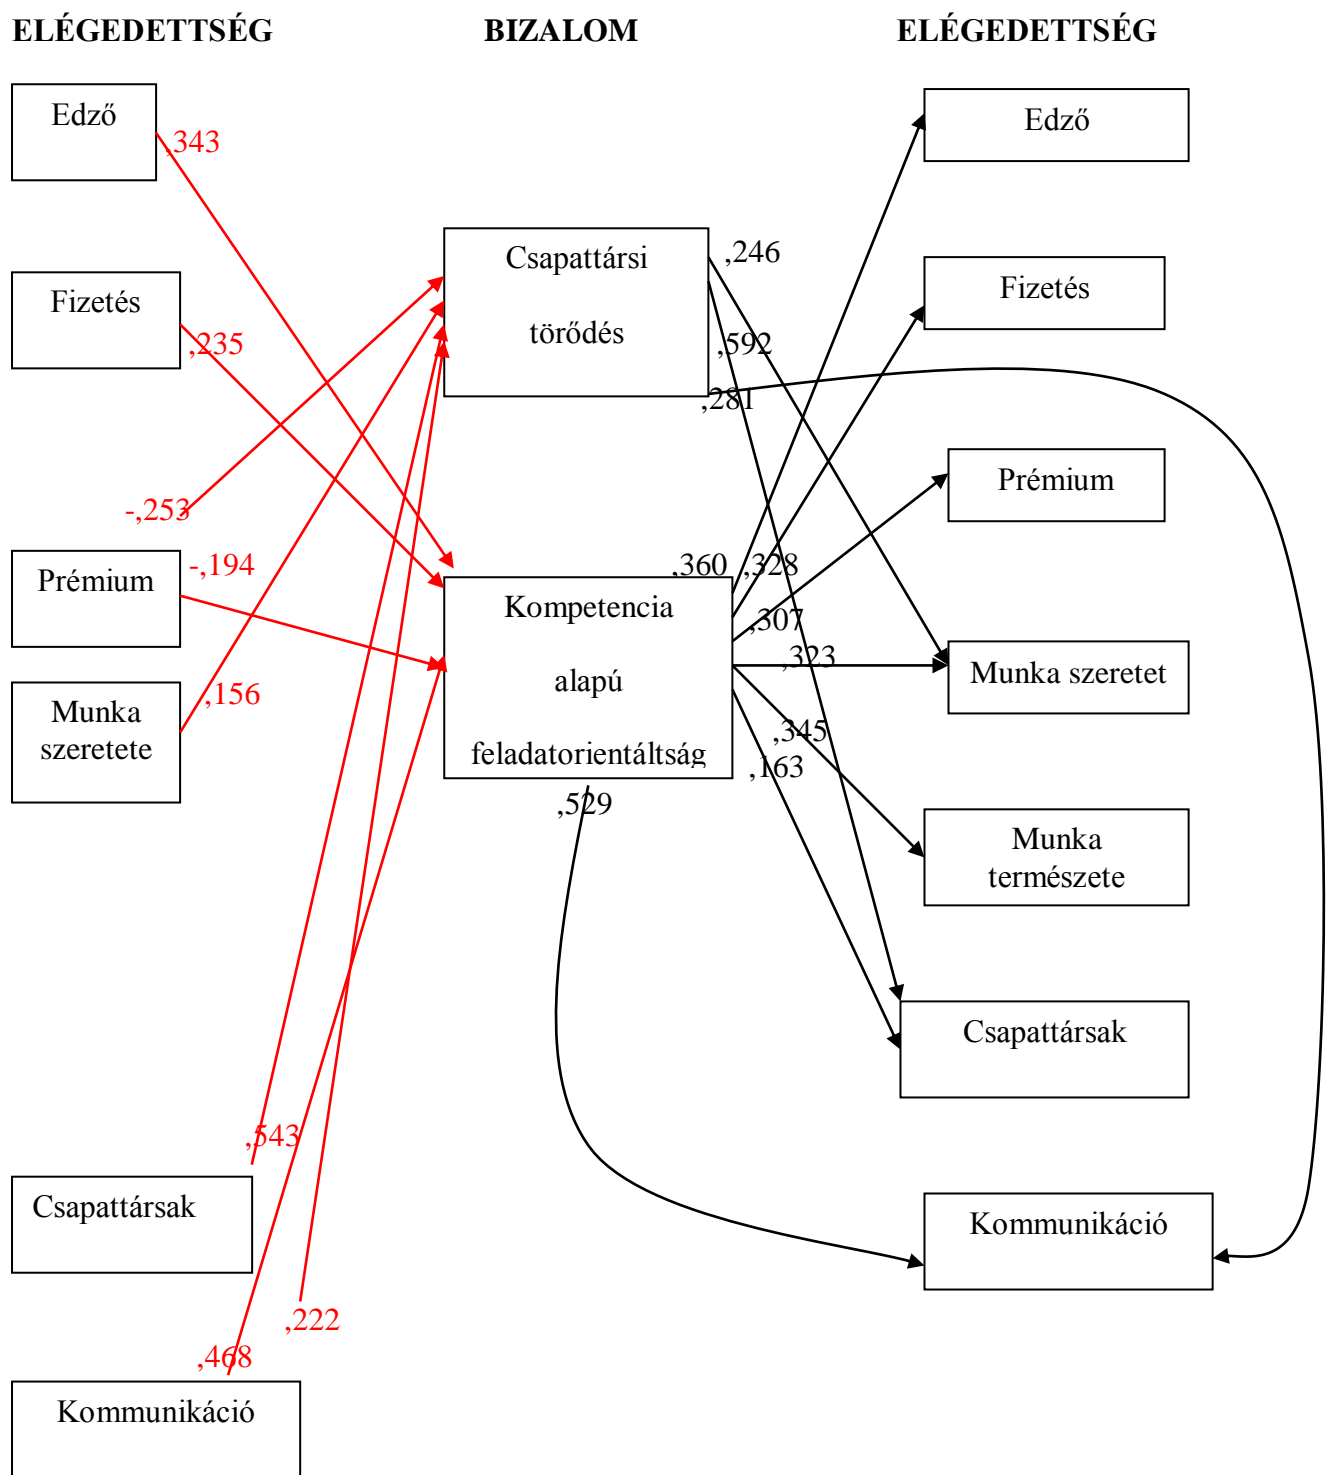 ELÉGEDETTSÉG BIZALOM ELÉGEDETTSÉG
Edző
,343
Fizetés
,235
-,253
Prémium
-,194
Munka
szeretete
,156
,543
Csapattársak
,222
,468
Kommunikáció
Csapattársi
törődés
,246
,592
,281
Kompetencia
alapú
feladatorientáltság
,360
,328
,307
,323
,345
,163
,529
Edző
Fizetés
Prémium
Munka szeretet
Munka
természete
Csapattársak
Kommunikáció